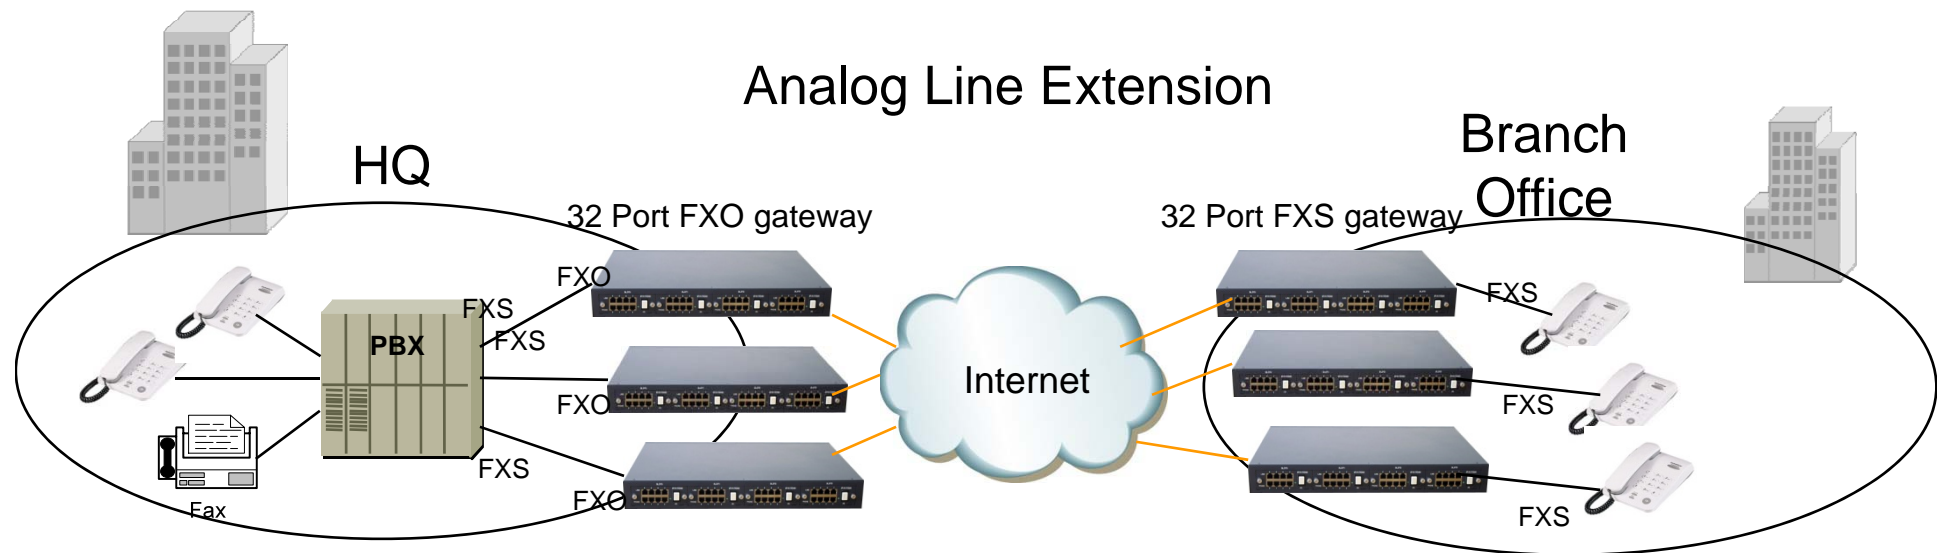 Analog Line Extension
HQ
Branch
Office
32 Port FXO gateway
32 Port FXS gateway
FXO
FXS
FXS
PBX
FXO
FXS
FXO
Fax
Internet
FXS
FXS
FXS